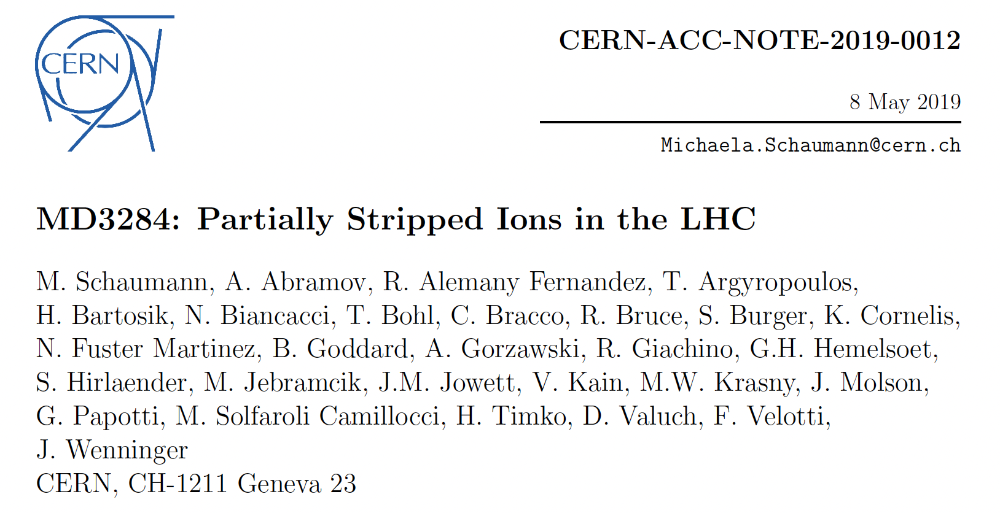 CERN
CERN-ACC-NOTE-2019-0012
8 May 2019
Michaela.Schaumann@cern.ch
MD3284: Partially Stripped Ions in the LHC
M. Schaumann, A. Abramov, R. Alemany Fernandez, T. Argyropoulos,
H. Bartosik, N. Biancacci, T. Bohl, C. Bracco, R. Bruce, S. Burger, K. Cornelis,
N. Fuster Martinez, B. Goddard, A. Gorzawski, R. Giachino, G.H. Hemelsoet,
S. Hirlaender, M. Jebramcik, J.M. Jowett, V. Kain, M.W. Krasny, J. Molson,
G. Papotti, M. Solfaroli Camillocci, H. Timko, D. Valuch, F. Velotti,
J. Wenninger
CERN, CH-1211 Geneva 23